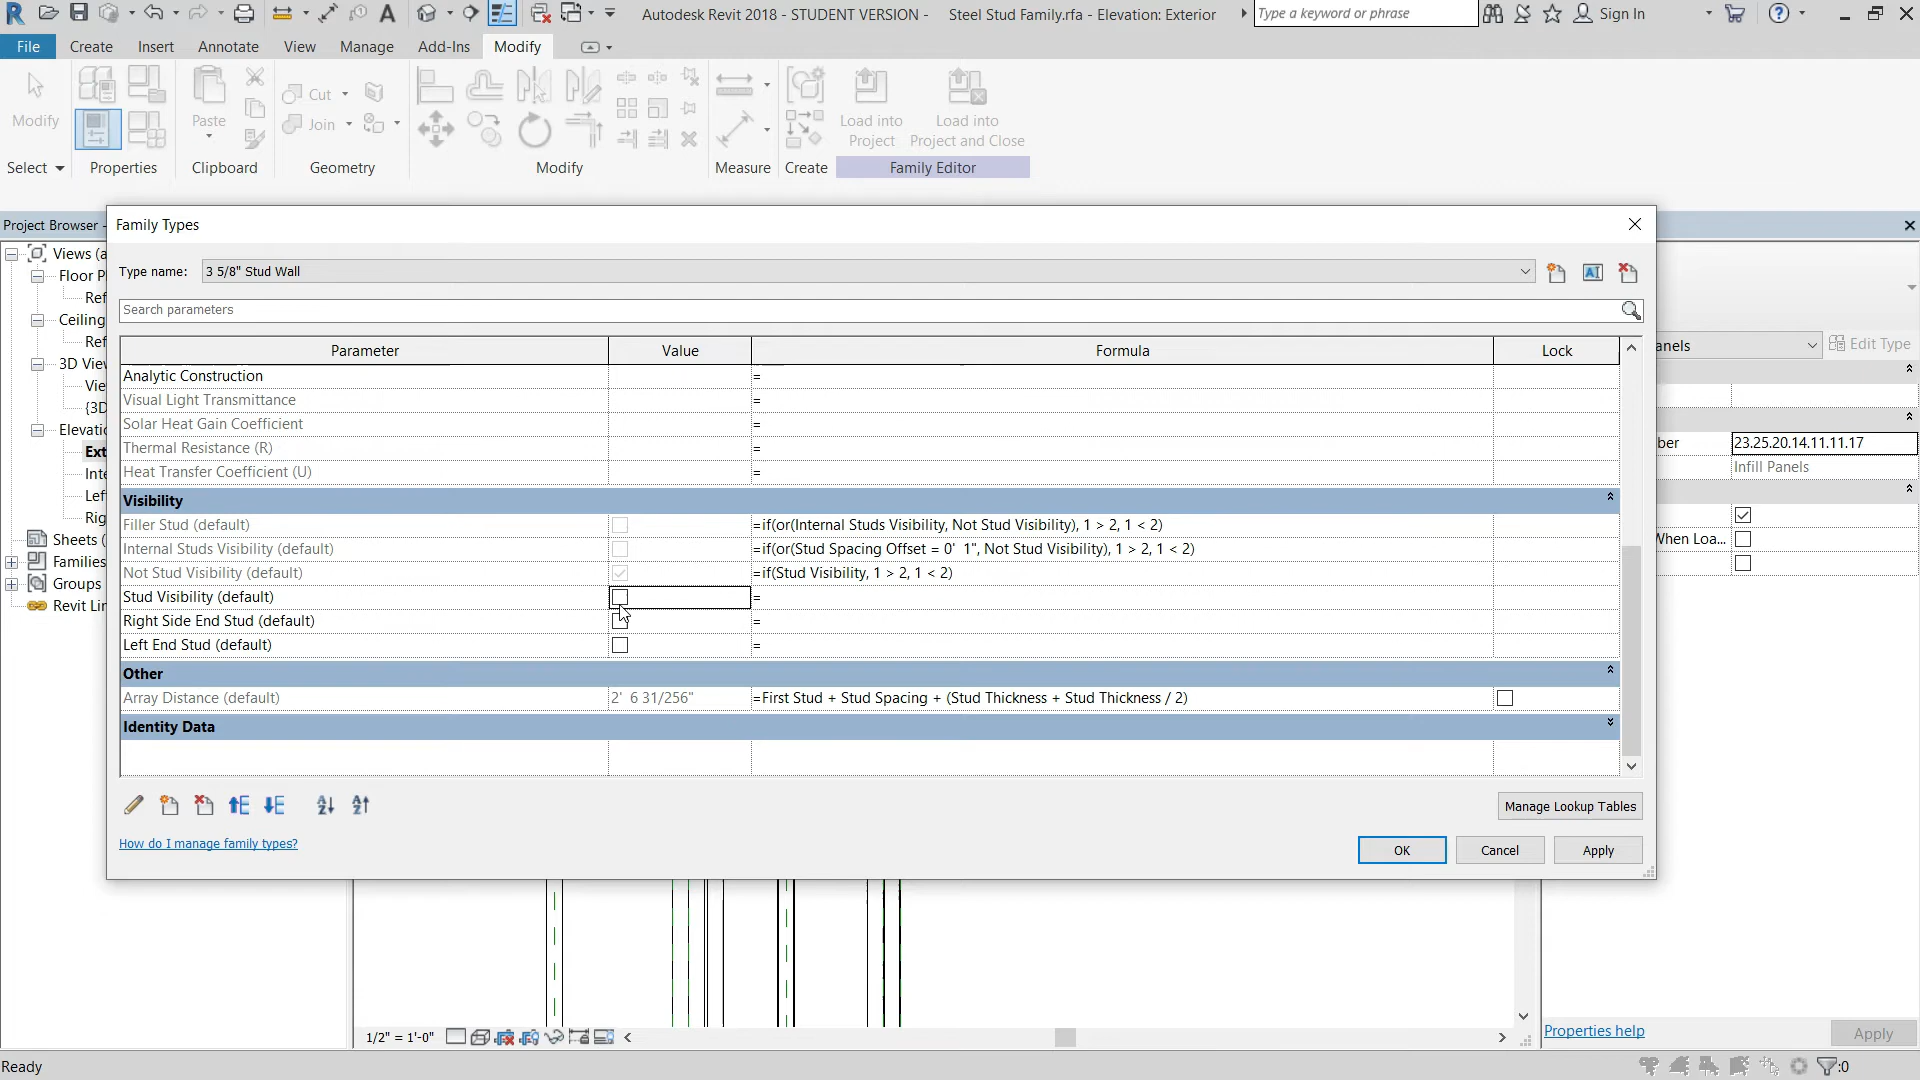 Autodesk Revit 2018 - STUDENT VERSION - Steel Stud Family.rfa - Elevation: Exterior
Type a keyword or phrase
Sign In
File Create Insert Annotate View Manage Add-Ins Modify
Modify
Paste
Cut
Join
Load into Project
Load into Project and Close
Select Properties Clipboard Geometry Modify Measure Create Family Editor
Project Browser -
Views (a
Floor P
Ref
Ceiling
Ref
3D View
Vie
{3D
Elevatio
Ext
Inte
Lef
Rig
Sheets (
Families
Groups
Revit Lin
Family Types
Type name: 3 5/8" Stud Wall
Search parameters
Parameter Value Formula Lock
Analytic Construction =
Visual Light Transmittance =
Solar Heat Gain Coefficient =
Thermal Resistance (R) =
Heat Transfer Coefficient (U) =
Visibility
Filler Stud (default) =if(or(Internal Studs Visibility, Not Stud Visibility), 1 > 2, 1 < 2)
Internal Studs Visibility (default) =if(or(Stud Spacing Offset = 0' 1", Not Stud Visibility), 1 > 2, 1 < 2)
Not Stud Visibility (default) =if(Stud Visibility, 1 > 2, 1 < 2)
Stud Visibility (default) =
Right Side End Stud (default) =
Left End Stud (default) =
Other
Array Distance (default) 2' 6 31/256" =First Stud + Stud Spacing + (Stud Thickness + Stud Thickness / 2)
Identity Data
Manage Lookup Tables
How do I manage family types?
OK Cancel Apply
anels
Edit Type
ber 23.25.20.14.11.11.17
Infill Panels
When Loa...
1/2" = 1'-0"
Properties help
Apply
Ready
:0